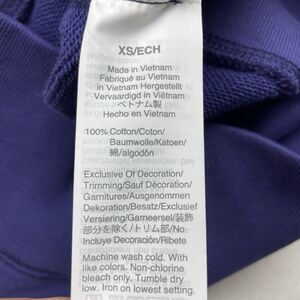 XS/ECH
Made in Vietnam
Fabriqué au Vietnam
in Vietnam Hergestellt
Vervaardigd in Vietnam
ベトナム製
Hecho en Vietnam
100% Cotton/Coton/
Baumwolle/Katoen/
綿/algodón
Exclusive Of Decoration/
Trimming/Sauf Décoration/
Garnitures/Ausgenommen
Dekoration/Besatz/Exclusief
Versiering/Garneersel/装飾
部分を除く/トリム部/No
Incluye Decoración/Ribete
Machine wash cold. With
like colors. Non-chlorine
bleach only. Tumble dry
low. Iron on lowest setting.